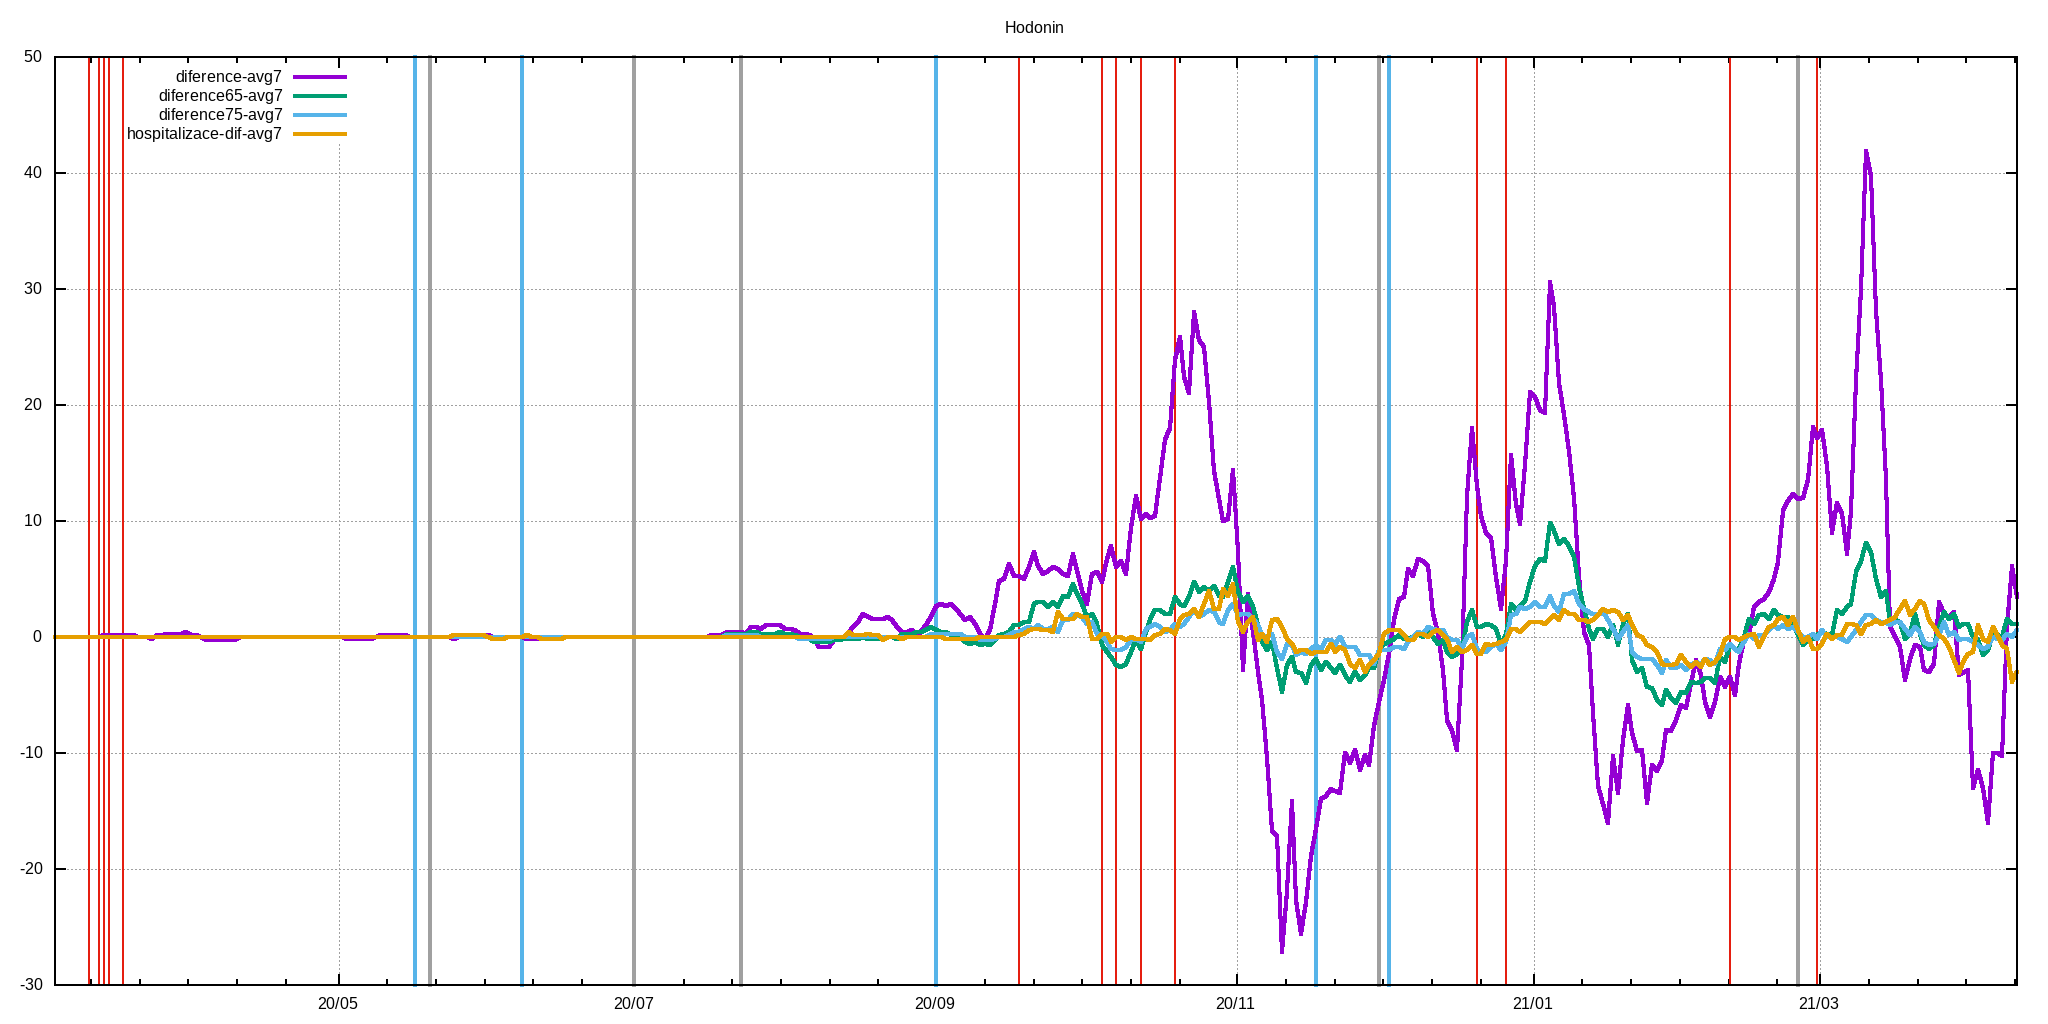 Hodonin
50
diference-avg7
diference65-avg7
diference75-avg7
hospitalizace-dif-avg7
40
30
20
10
0
-10
-20
-30
20/05 20/07 20/09 20/11 21/01 21/03